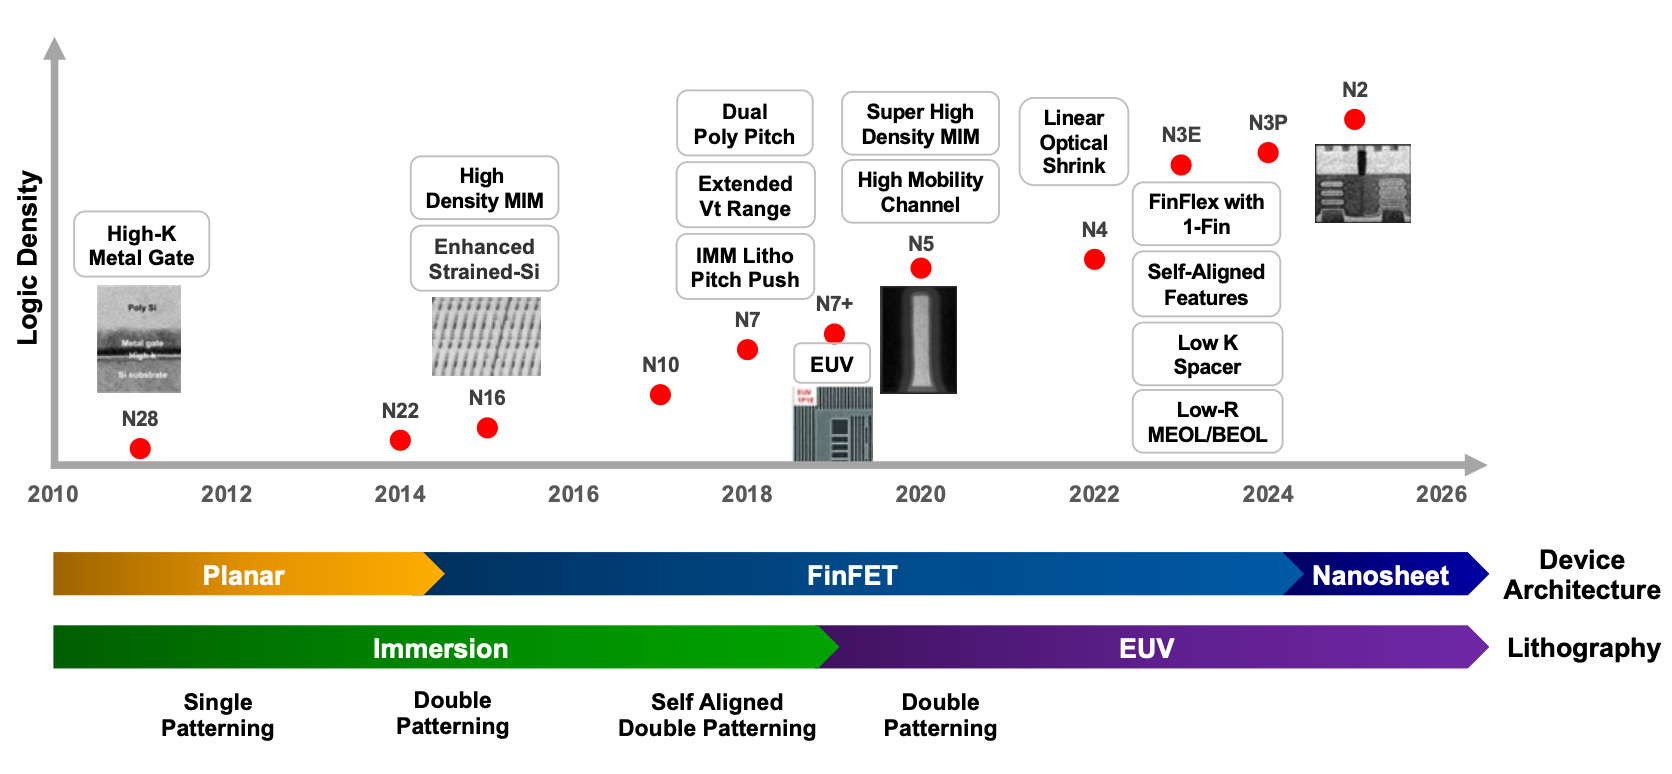 Logic Density
High-K
Metal Gate
Poly Si
Metal gate
High-k
Si substrate
N28
N22
High
Density MIM
Enhanced
Strained-Si
N16
N10
Dual
Poly Pitch
Extended
Vt Range
IMM Litho
Pitch Push
N7
N7+
EUV
EUV
1P1E
Super High
Density MIM
High Mobility
Channel
N5
Linear
Optical
Shrink
N4
N3E
FinFlex with
1-Fin
Self-Aligned
Features
Low K
Spacer
Low-R
MEOL/BEOL
N3P
N2
2010 2012 2014 2016 2018 2020 2022 2024 2026
Planar FinFET Nanosheet
Device
Architecture
Immersion EUV Lithography
Single
Patterning
Double
Patterning
Self Aligned
Double Patterning
Double
Patterning